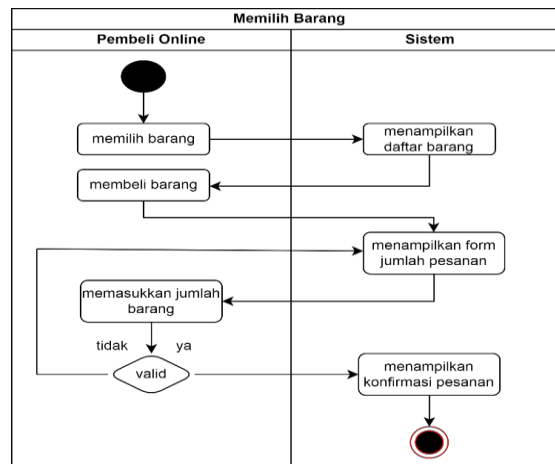 Memilih Barang
Pembeli Online
Sistem
memilih barang
menampilkan
daftar barang
membeli barang
menampilkan form
jumlah pesanan
memasukkan jumlah
barang
tidak
ya
valid
menampilkan
konfirmasi pesanan